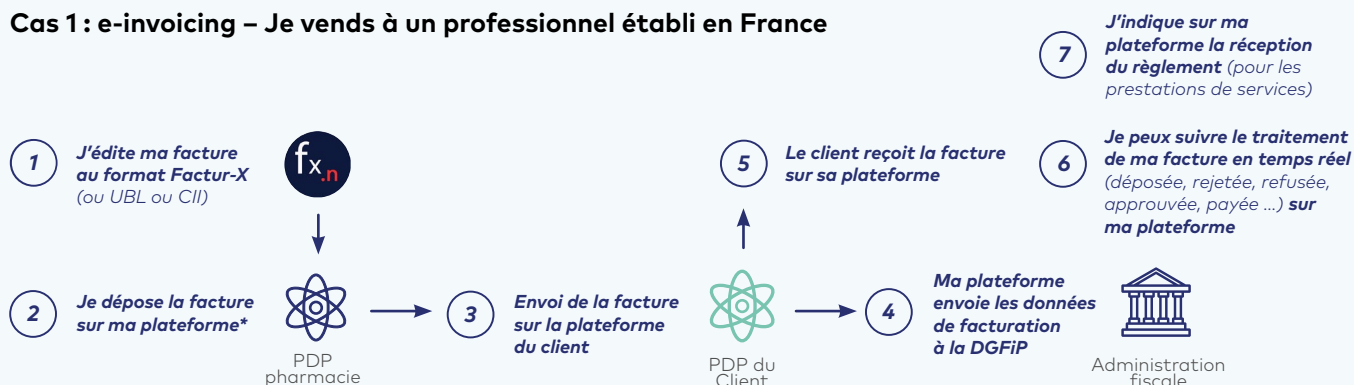 Cas 1 : e-invoicing – Je vends à un professionnel établi en France
1
J'édite ma facture
au format Factur-X
(ou UBL ou CII)
fx.n
2
Je dépose la facture
sur ma plateforme*
PDP
pharmacie
3
Envoi de la facture
sur la plateforme
du client
PDP du
Client
4
Ma plateforme
envoie les données
de facturation
à la DGFiP
Administration
fiscale
5
Le client reçoit la facture
sur sa plateforme
6
Je peux suivre le traitement
de ma facture en temps réel
(déposée, rejetée, refusée,
approuvée, payée ...) sur
ma plateforme
7
J'indique sur ma
plateforme la réception
du règlement (pour les
prestations de services)